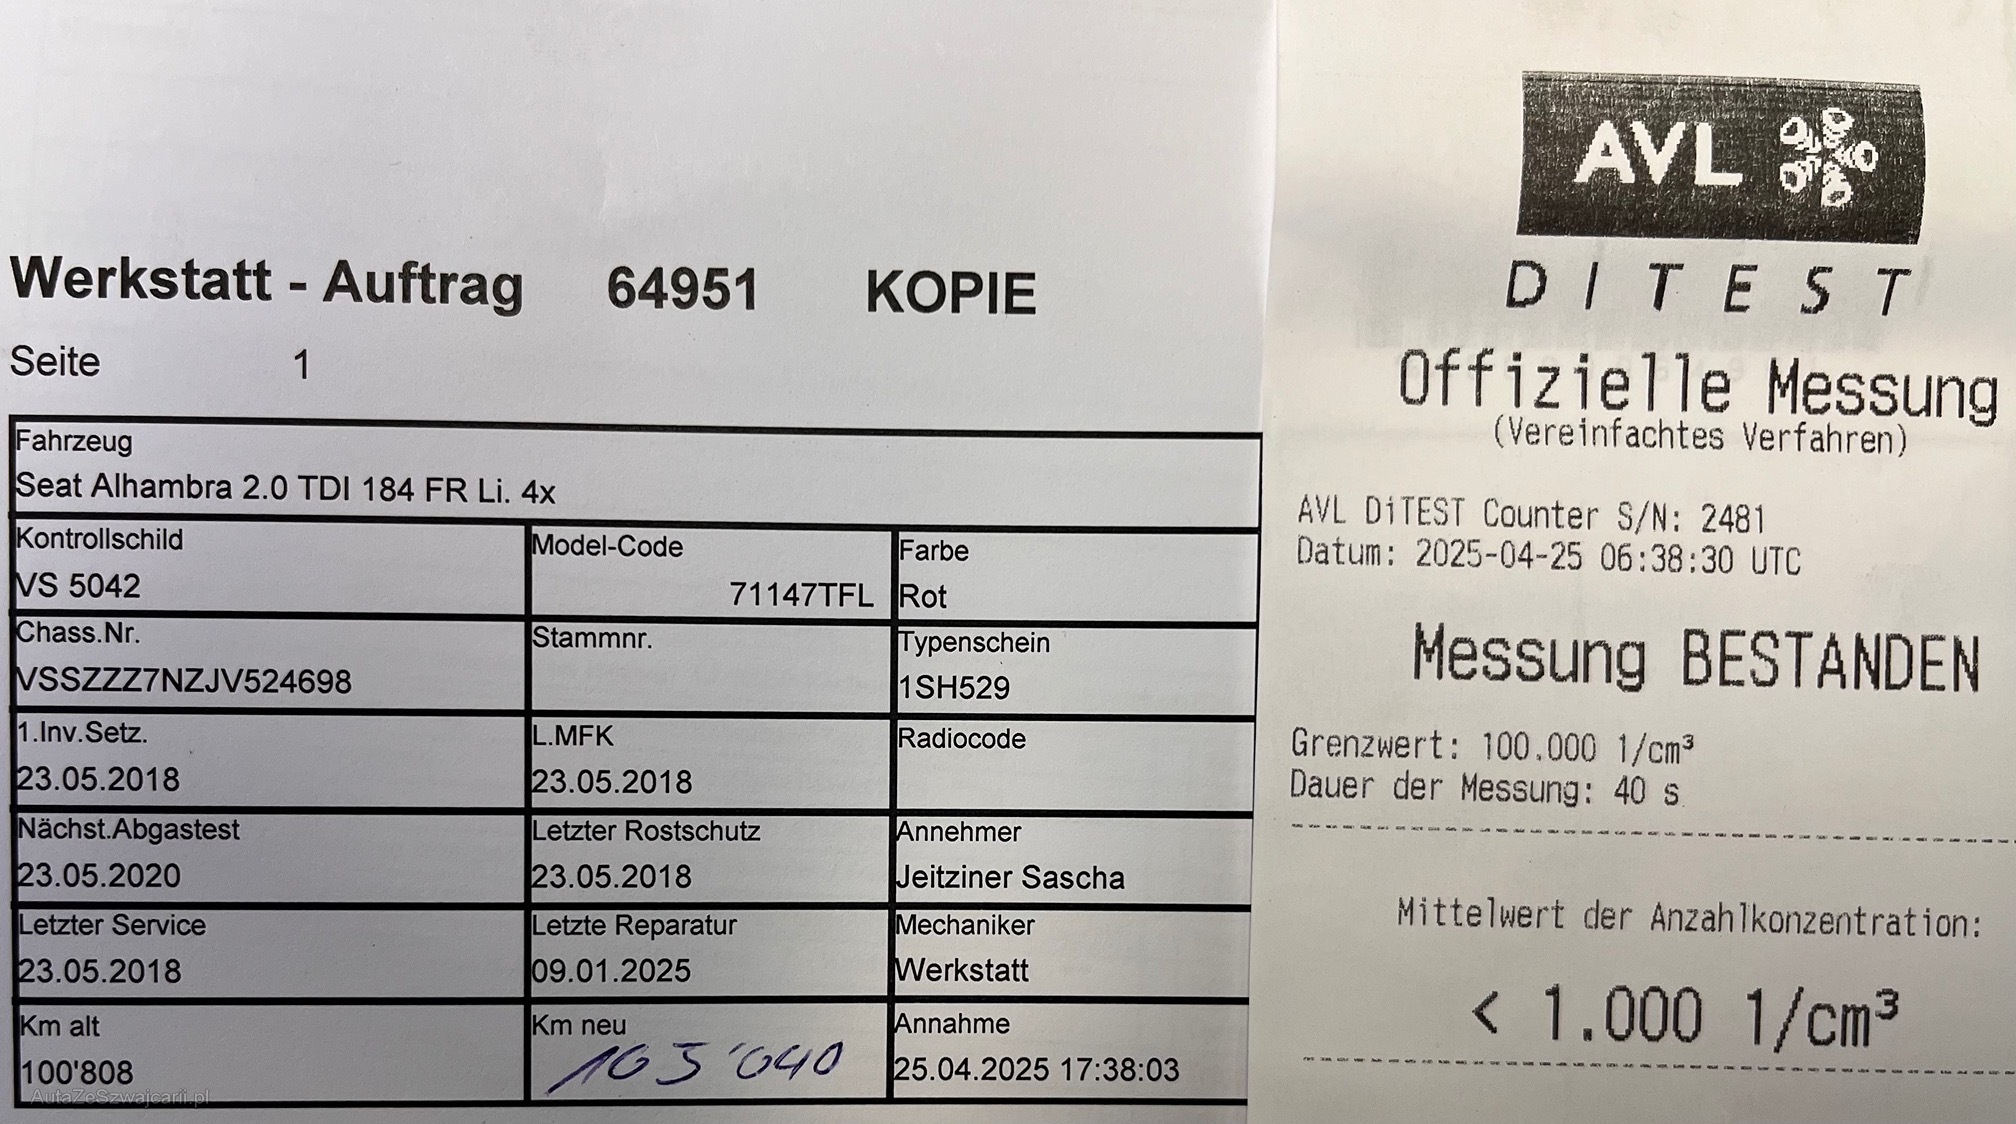 Werkstatt - Auftrag 64951 KOPIE
Seite 1
Fahrzeug
Seat Alhambra 2.0 TDI 184 FR Li. 4x
Kontrollschild Model-Code Farbe
VS 5042 71147TFL Rot
Chass.Nr. Stammnr. Typenschein
VSSZZZ7NZJV524698 1SH529
1.Inv.Setz. L.MFK Radiocode
23.05.2018 23.05.2018
Nächst.Abgastest Letzter Rostschutz Annehmer
23.05.2020 23.05.2018 Jeitziner Sascha
Letzter Service Letzte Reparatur Mechaniker
23.05.2018 09.01.2025 Werkstatt
Km alt Km neu Annahme
100'808 103'040 25.04.2025 17:38:03
AutaZeSzwajcarii.pl
AVL
DITEST
Offizielle Messung
(Vereinfachtes Verfahren)
AVL DiTEST Counter S/N: 2481
Datum: 2025-04-25 06:38:30 UTC
Messung BESTANDEN
Grenzwert: 100.000 1/cm³
Dauer der Messung: 40 s
Mittelwert der Anzahlkonzentration:
< 1.000 1/cm³